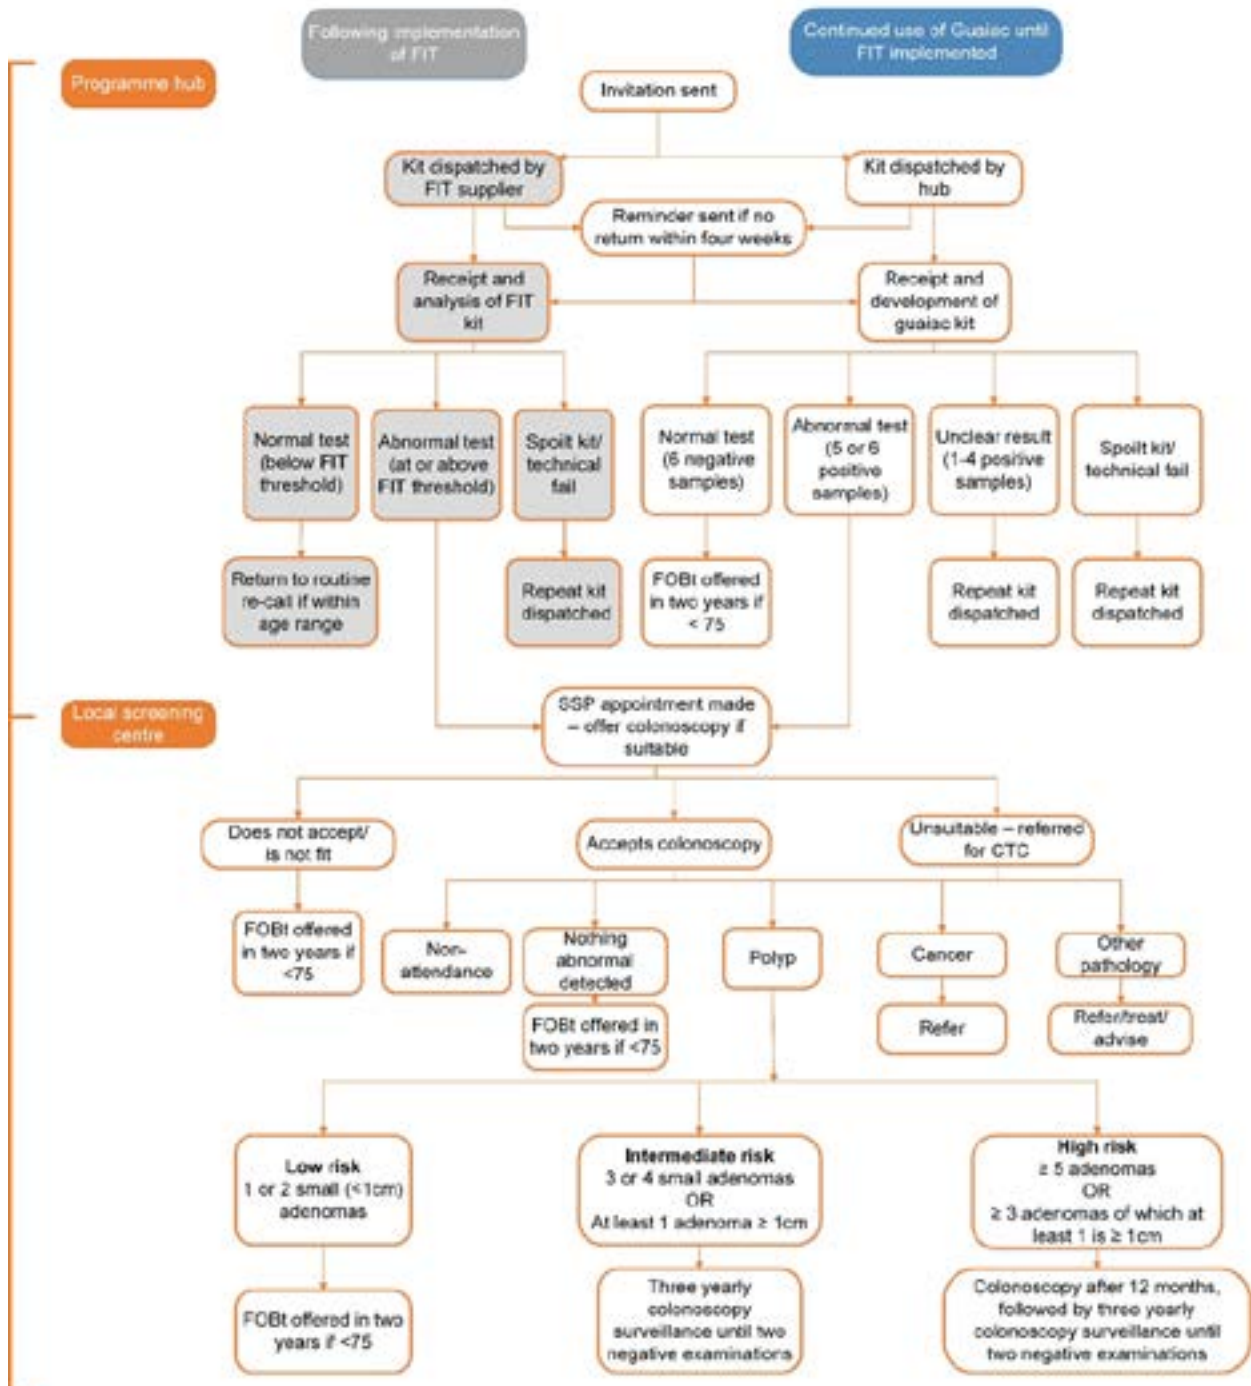 Following implementation
of FIT
Continued use of Guaiac until
FIT implemented
Programme hub
Invitation sent
Kit dispatched by
FIT supplier
Kit dispatched by
hub
Reminder sent if no
return within four weeks
Receipt and
analysis of FIT
kit
Receipt and
development of
guaiac kit
Normal test
(below FIT
threshold)
Abnormal test
(at or above
FIT threshold)
Spoilt kit/
technical
fail
Normal test
(6 negative
samples)
Abnormal test
(5 or 6
positive
samples)
Unclear result
(1-4 positive
samples)
Spoilt kit/
technical fail
Return to routine
re-call if within
age range
Repeat kit
dispatched
FOBt offered
in two years if
< 75
Repeat kit
dispatched
Repeat kit
dispatched
Local screening
centre
SSP appointment made
– offer colonoscopy if
suitable
Does not accept/
is not fit
Accepts colonoscopy
Unsuitable – referred
for CTC
FOBt offered
in two years if
<75
Non-
attendance
Nothing
abnormal
detected
Polyp
Cancer
Other
pathology
FOBt offered in
two years if <75
Refer
Refer/treat/
advise
Low risk
1 or 2 small (<1cm)
adenomas
Intermediate risk
3 or 4 small adenomas
OR
At least 1 adenoma ≥ 1cm
High risk
≥ 5 adenomas
OR
≥ 3 adenomas of which at
least 1 is ≥ 1cm
FOBt offered in two
years if <75
Three yearly
colonoscopy
surveillance until two
negative examinations
Colonoscopy after 12 months,
followed by three yearly
colonoscopy surveillance until
two negative examinations